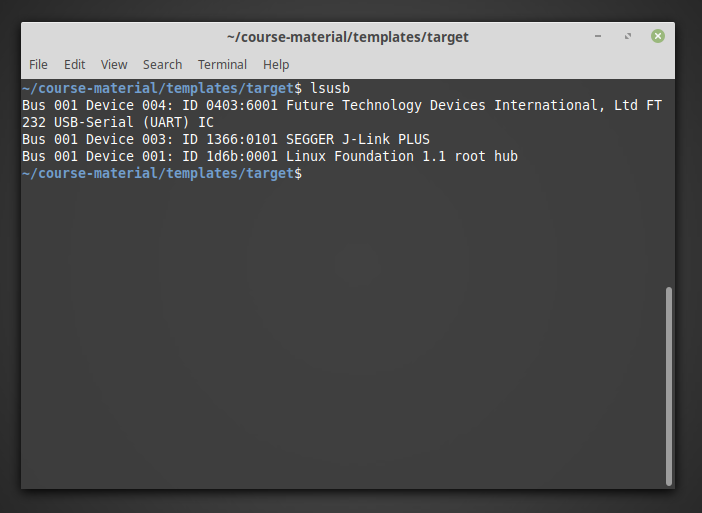 ~/course-material/templates/target
File Edit View Search Terminal Help
~/course-material/templates/target$ lsusb
Bus 001 Device 004: ID 0403:6001 Future Technology Devices International, Ltd FT
232 USB-Serial (UART) IC
Bus 001 Device 003: ID 1366:0101 SEGGER J-Link PLUS
Bus 001 Device 001: ID 1d6b:0001 Linux Foundation 1.1 root hub
~/course-material/templates/target$